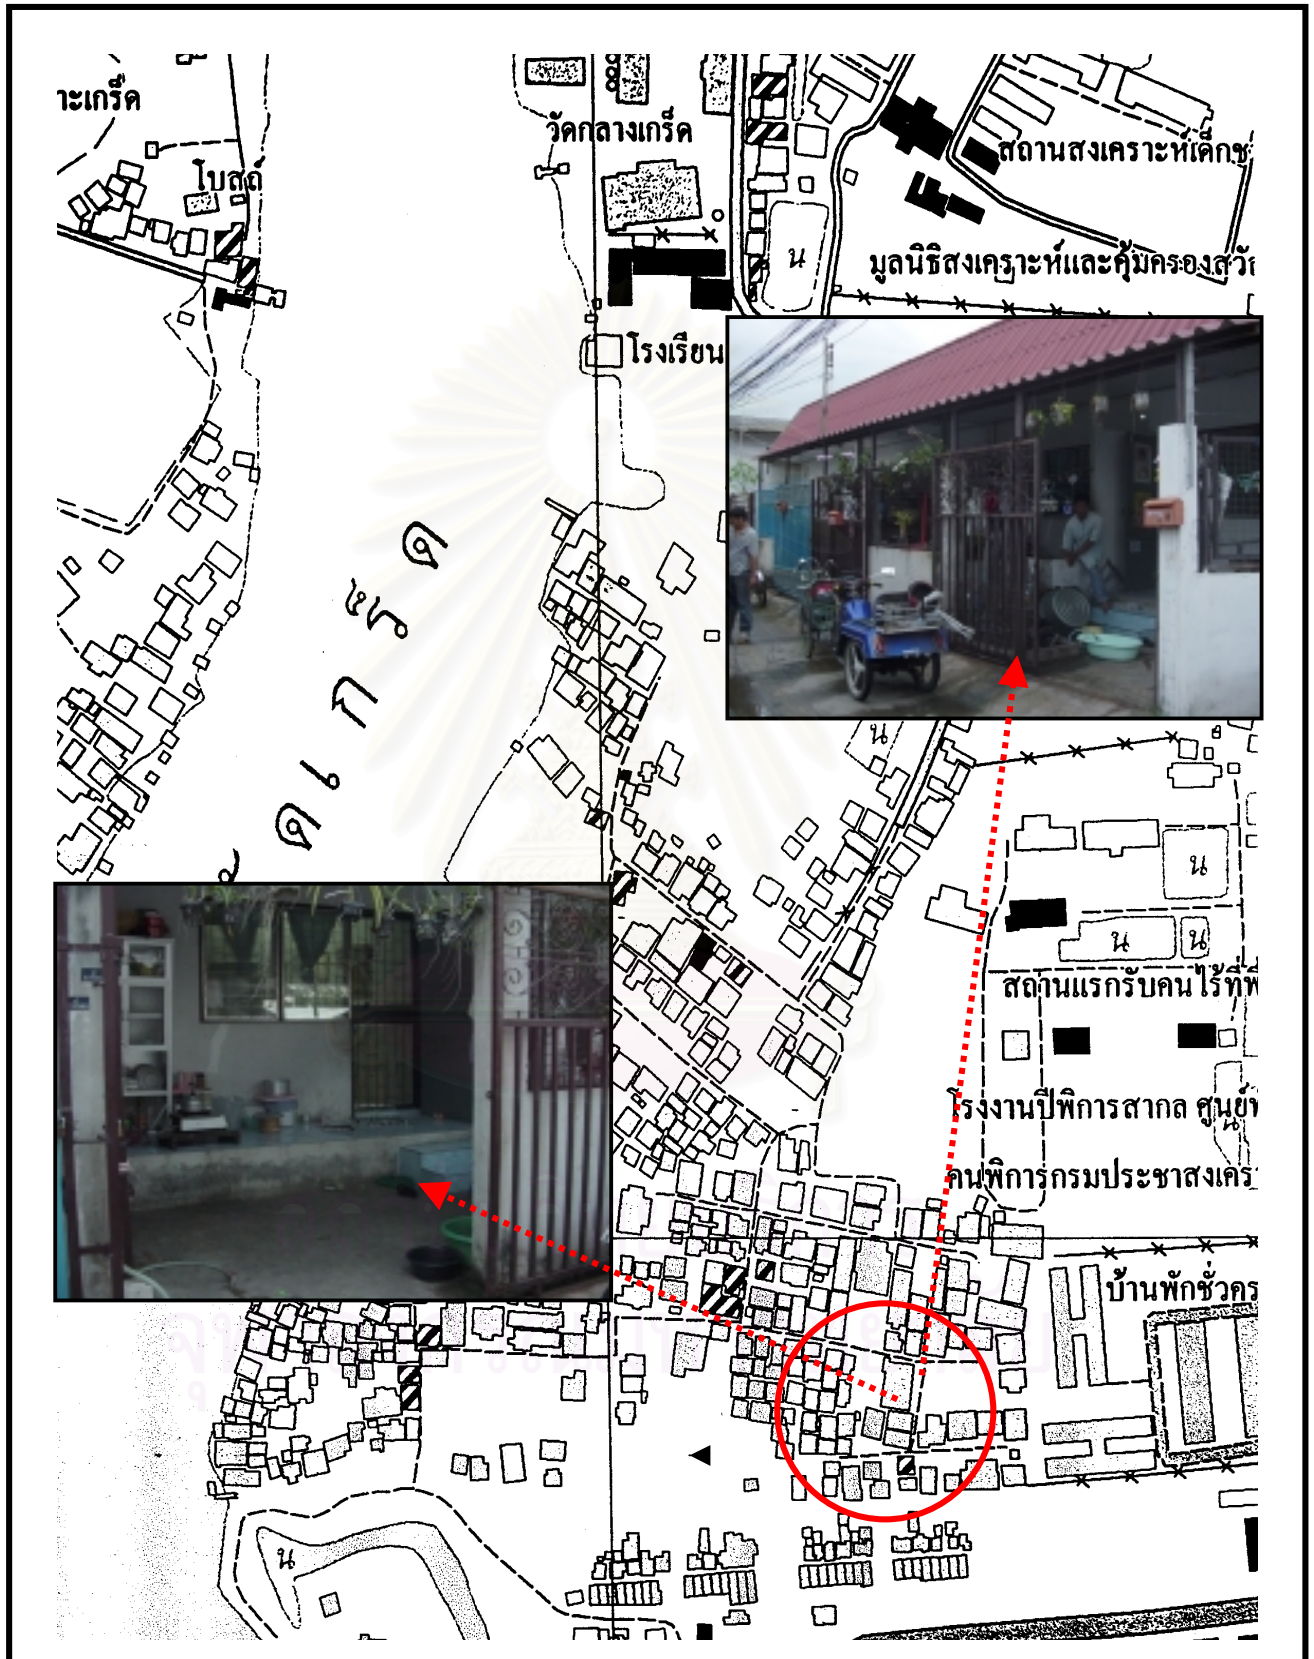 าะเกร็ด
วัดกลางเกร็ด
โบสถ์
สถานสงเคราะห์เด็กช
น
มูลนิธิสงเคราะห์และคุ้มครองสวัส
โรงเรียน
ดเกร็ด
น
น
น
น
สถานแรกรับคนไร้ที่พึ
โรงงานปีพิการสากล ศูนย์ฟ
น
คนพิการกรมประชาสงเคร
บ้านพักชั่วคร
น